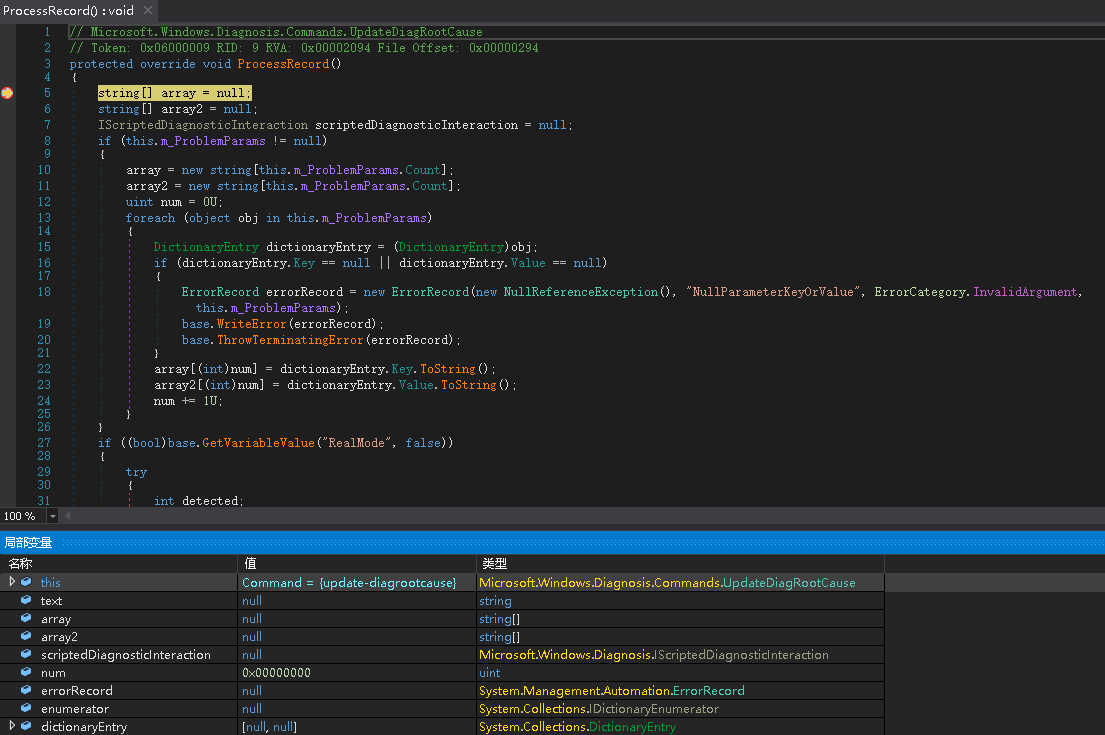 ProcessRecord() : void ×
1 // Microsoft.Windows.Diagnosis.Commands.UpdateDiagRootCause
2 // Token: 0x06000009 RID: 9 RVA: 0x00002094 File Offset: 0x00000294
3 protected override void ProcessRecord()
4 {
5 string[] array = null;
6 string[] array2 = null;
7 IScriptedDiagnosticInteraction scriptedDiagnosticInteraction = null;
8 if (this.m_ProblemParams != null)
9 {
10 array = new string[this.m_ProblemParams.Count];
11 array2 = new string[this.m_ProblemParams.Count];
12 uint num = 0U;
13 foreach (object obj in this.m_ProblemParams)
14 {
15 DictionaryEntry dictionaryEntry = (DictionaryEntry)obj;
16 if (dictionaryEntry.Key == null || dictionaryEntry.Value == null)
17 {
18 ErrorRecord errorRecord = new ErrorRecord(new NullReferenceException(), "NullParameterKeyOrValue", ErrorCategory.InvalidArgument,
this.m_ProblemParams);
19 base.WriteError(errorRecord);
20 base.ThrowTerminatingError(errorRecord);
21 }
22 array[(int)num] = dictionaryEntry.Key.ToString();
23 array2[(int)num] = dictionaryEntry.Value.ToString();
24 num += 1U;
25 }
26 }
27 if ((bool)base.GetVariableValue("RealMode", false))
28 {
29 try
30 {
31 int detected;
100 %
局部变量
名称 值 类型
this Command = {update-diagrootcause} Microsoft.Windows.Diagnosis.Commands.UpdateDiagRootCause
text null string
array null string[]
array2 null string[]
scriptedDiagnosticInteraction null Microsoft.Windows.Diagnosis.IScriptedDiagnosticInteraction
num 0x00000000 uint
errorRecord null System.Management.Automation.ErrorRecord
enumerator null System.Collections.IDictionaryEnumerator
dictionaryEntry [null, null] System.Collections.DictionaryEntry